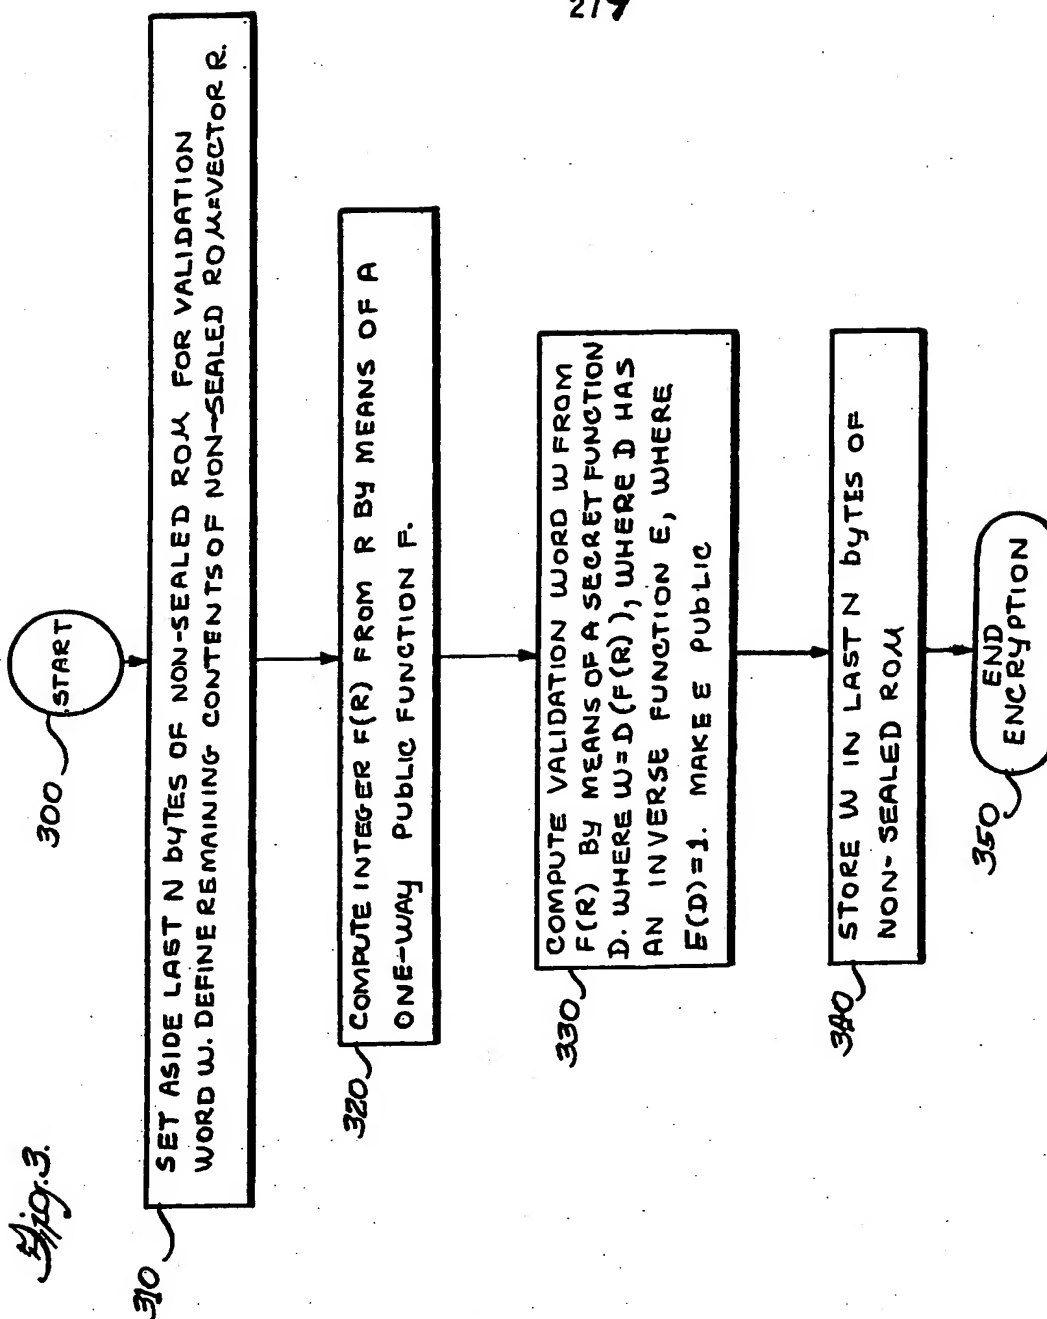 2/4
Fig. 3.
300
START
310
SET ASIDE LAST N bYTES OF NON-SEALED ROM FOR VALIDATION
WORD W. DEFINE REMAINING CONTENTS OF NON-SEALED ROM=VECTOR R.
320
COMPUTE INTEGER F(R) FROM R BY MEANS OF A
ONE-WAY PUBLIC FUNCTION F.
330
COMPUTE VALIDATION WORD W FROM
F(R) BY MEANS OF A SECRET FUNCTION
D. WHERE W=D(F(R)), WHERE D HAS
AN INVERSE FUNCTION E, WHERE
E(D)=1. MAKE E PUBLIC
340
STORE W IN LAST N bYTES OF
NON-SEALED ROM
350
END
ENCRYPTION